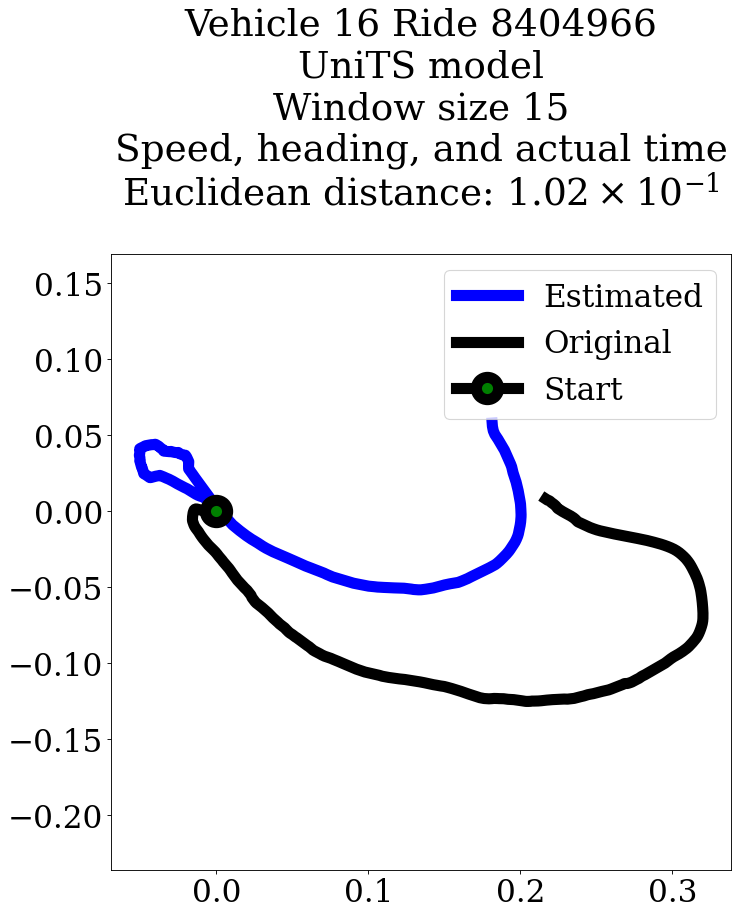 Vehicle 16 Ride 8404966
UniTS model
Window size 15
Speed, heading, and actual time
Euclidean distance: 1.02 × 10⁻¹
0.15
0.10
0.05
0.00
−0.05
−0.10
−0.15
−0.20
Estimated
Original
Start
0.0 0.1 0.2 0.3